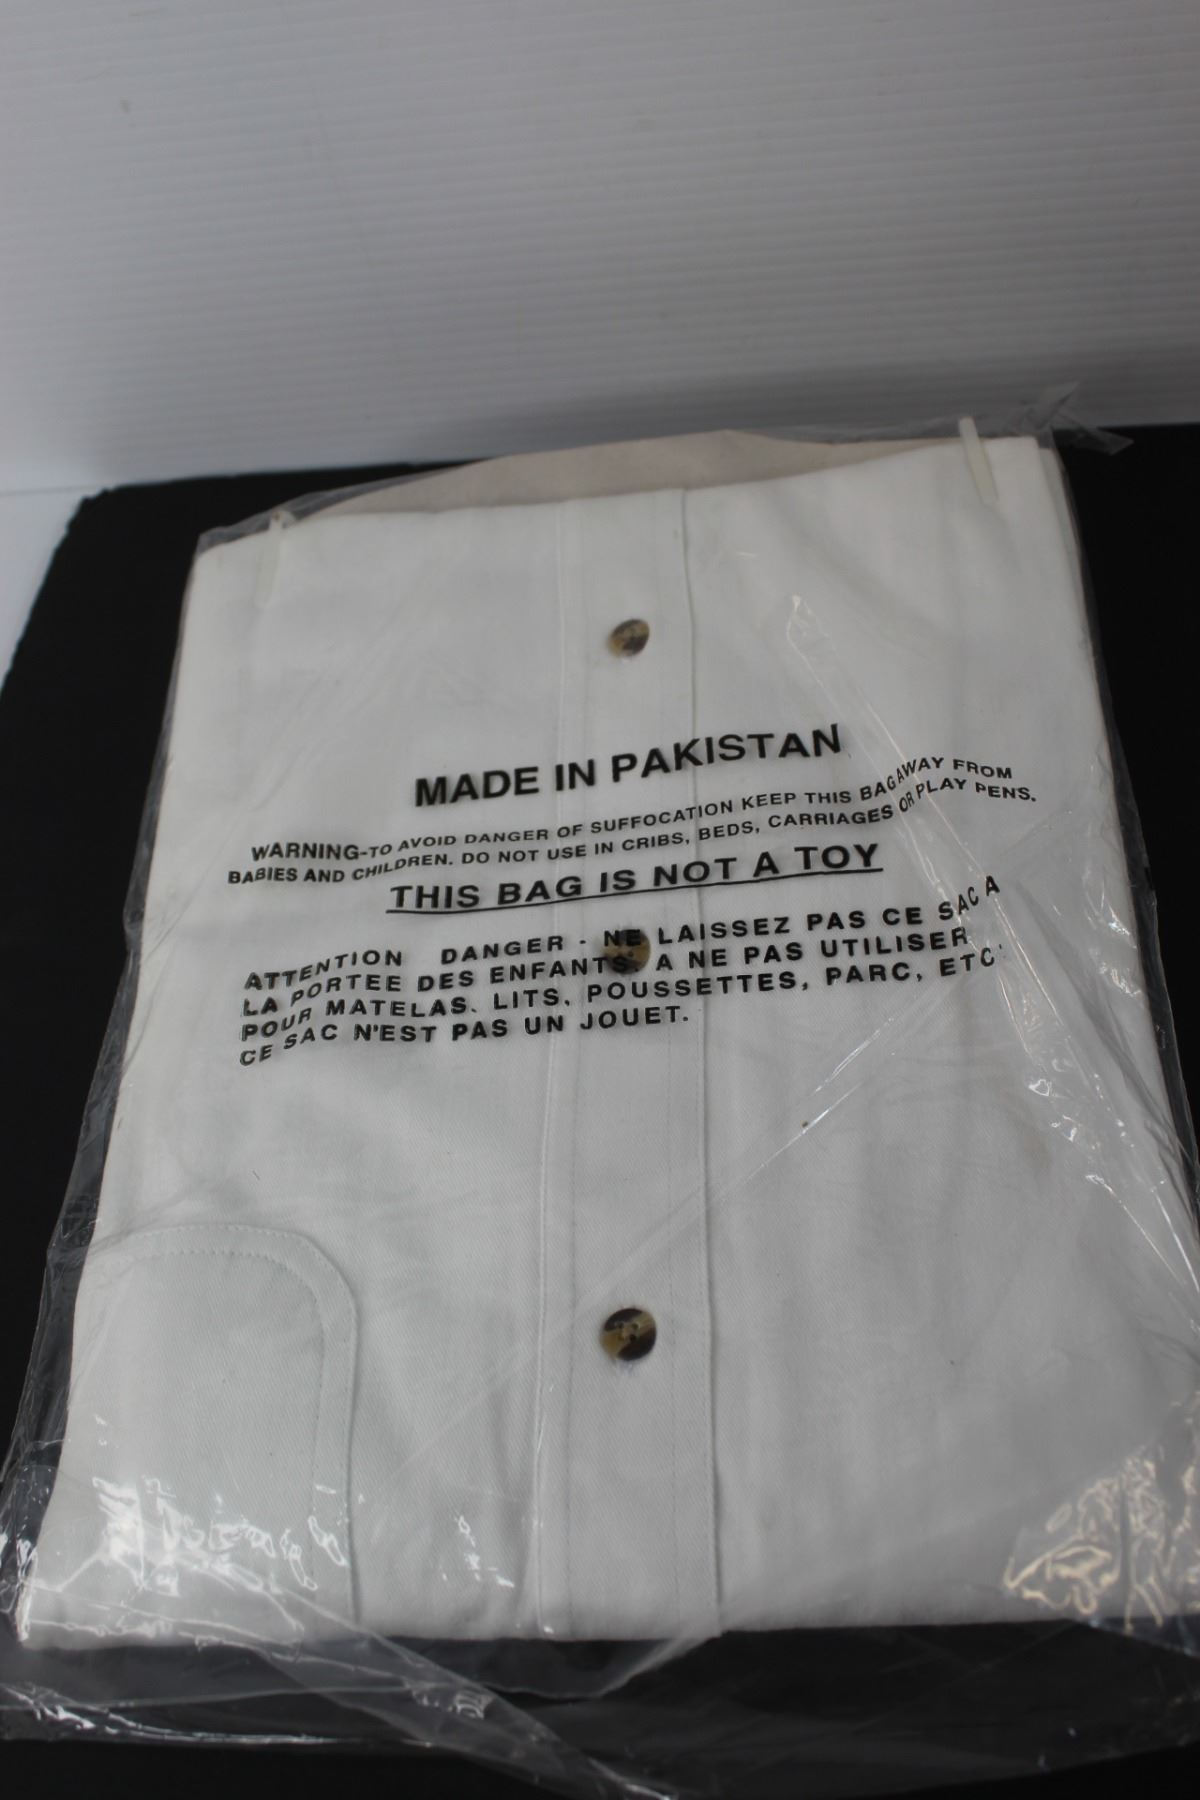 MADE IN PAKISTAN
WARNING-TO AVOID DANGER OF SUFFOCATION KEEP THIS BAG AWAY FROM
BABIES AND CHILDREN. DO NOT USE IN CRIBS, BEDS, CARRIAGES OR PLAY PENS.
THIS BAG IS NOT A TOY
ATTENTION DANGER - NE LAISSEZ PAS CE SAC A
LA PORTEE DES ENFANTS. A NE PAS UTILISER
POUR MATELAS. LITS, POUSSETTES, PARC, ETC.
CE SAC N'EST PAS UN JOUET.